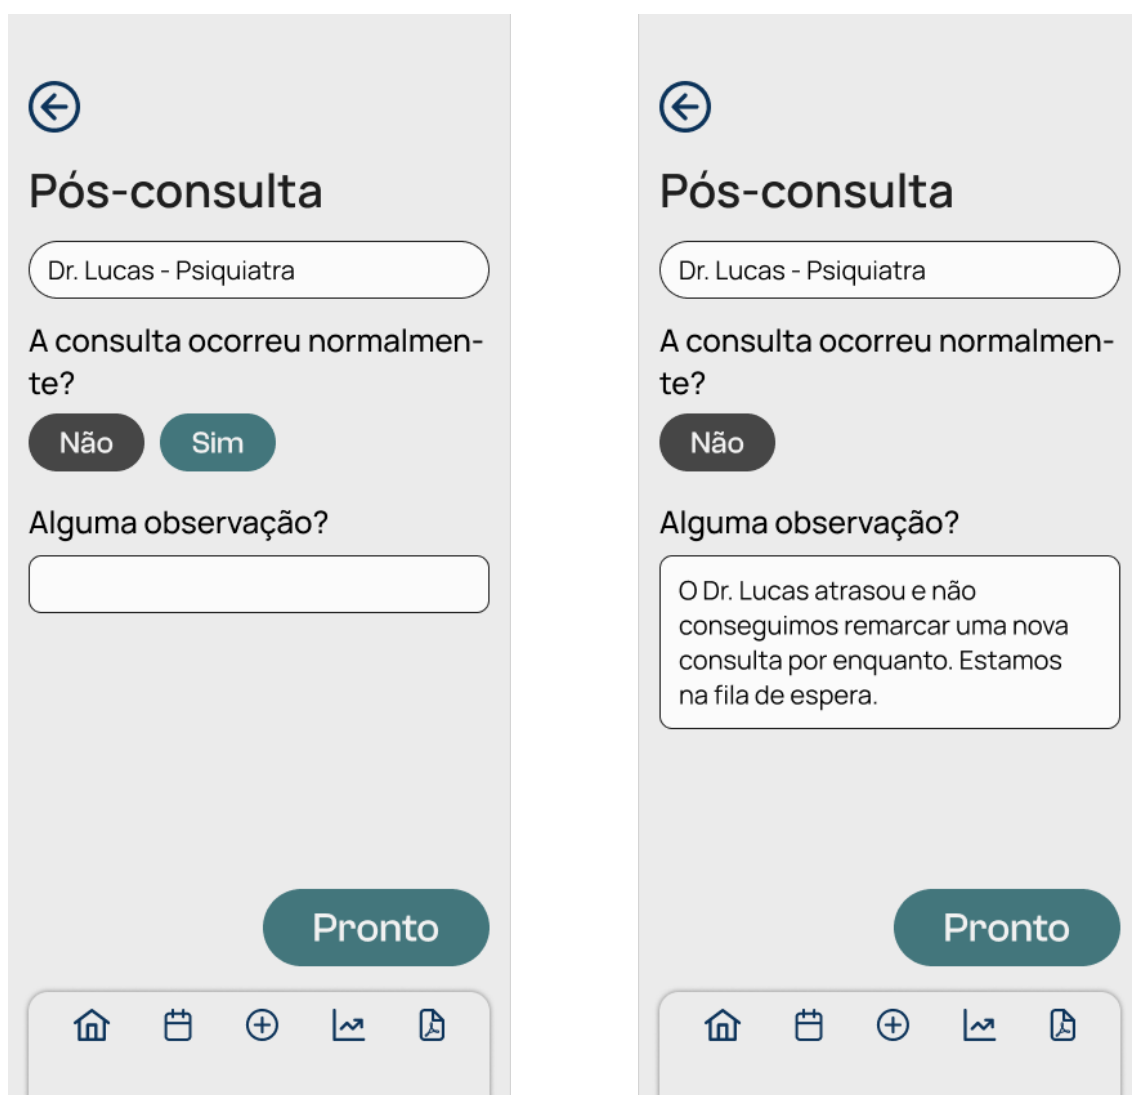 Pós-consulta
Dr. Lucas - Psiquiatra
A consulta ocorreu normalmen-
te?
Não
Sim
Alguma observação?
Pronto
Pós-consulta
Dr. Lucas - Psiquiatra
A consulta ocorreu normalmen-
te?
Não
Alguma observação?
O Dr. Lucas atrasou e não
conseguimos remarcar uma nova
consulta por enquanto. Estamos
na fila de espera.
Pronto